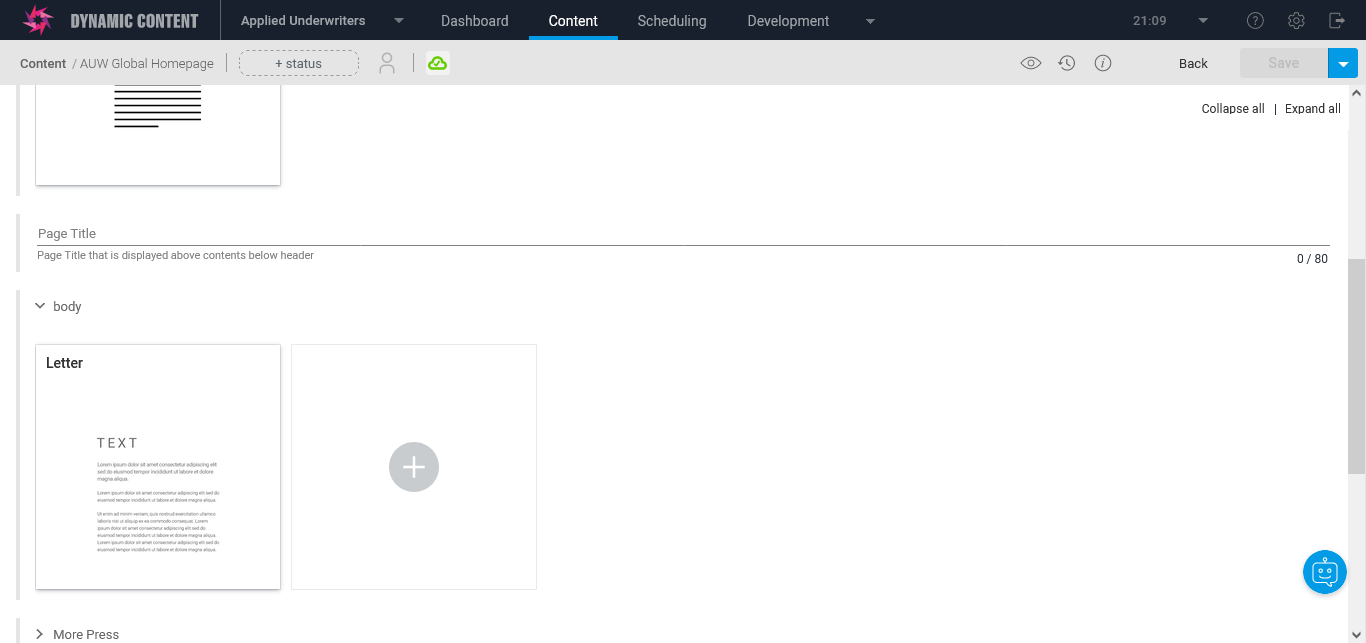 DYNAMIC CONTENT
Applied Underwriters
Dashboard
Content
Scheduling
Development
21:09
Content / AUW Global Homepage
+ status
Back
Save
Collapse all | Expand all
Page Title
Page Title that is displayed above contents below header
0 / 80
body
Letter
TEXT
Lorem ipsum dolor sit amet consectetur adipiscing elit
sed do eiusmod tempor incididunt ut labore et dolore
magna aliqua.
Lorem ipsum dolor sit amet consectetur adipiscing elit sed do
eiusmod tempor incididunt ut labore et dolore magna aliqua.
Ut enim ad minim veniam, quis nostrud exercitation ullamco
laboris nisi ut aliquip ex ea commodo consequat. Lorem
ipsum dolor sit amet consectetur adipiscing elit sed do
eiusmod tempor incididunt ut labore et dolore magna aliqua.
Lorem ipsum dolor sit amet consectetur adipiscing elit sed do
eiusmod tempor incididunt ut labore et dolore magna aliqua.
More Press